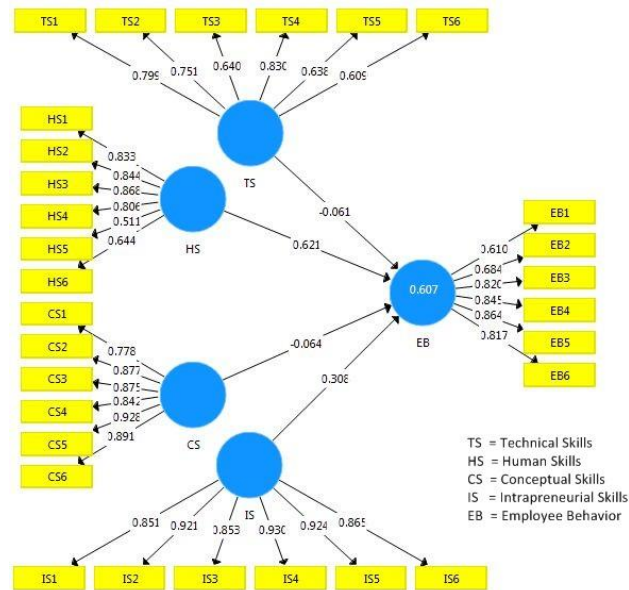 TS1 TS2 TS3 TS4 TS5 TS6
0.799 0.751 0.640 0.830 0.638 0.609
TS
HS1
HS2
HS3
HS4
HS5
HS6
0.833
0.844
0.868
0.806
0.511
0.644
HS
-0.061
0.621
CS1
CS2
CS3
CS4
CS5
CS6
0.778
0.877
0.875
0.842
0.928
0.891
CS
-0.064
0.308
0.607
EB
0.610
0.684
0.820
0.845
0.864
0.817
EB1
EB2
EB3
EB4
EB5
EB6
IS
0.851 0.921 0.853 0.930 0.924 0.865
IS1 IS2 IS3 IS4 IS5 IS6
TS = Technical Skills
HS = Human Skills
CS = Conceptual Skills
IS = Intrapreneurial Skills
EB = Employee Behavior